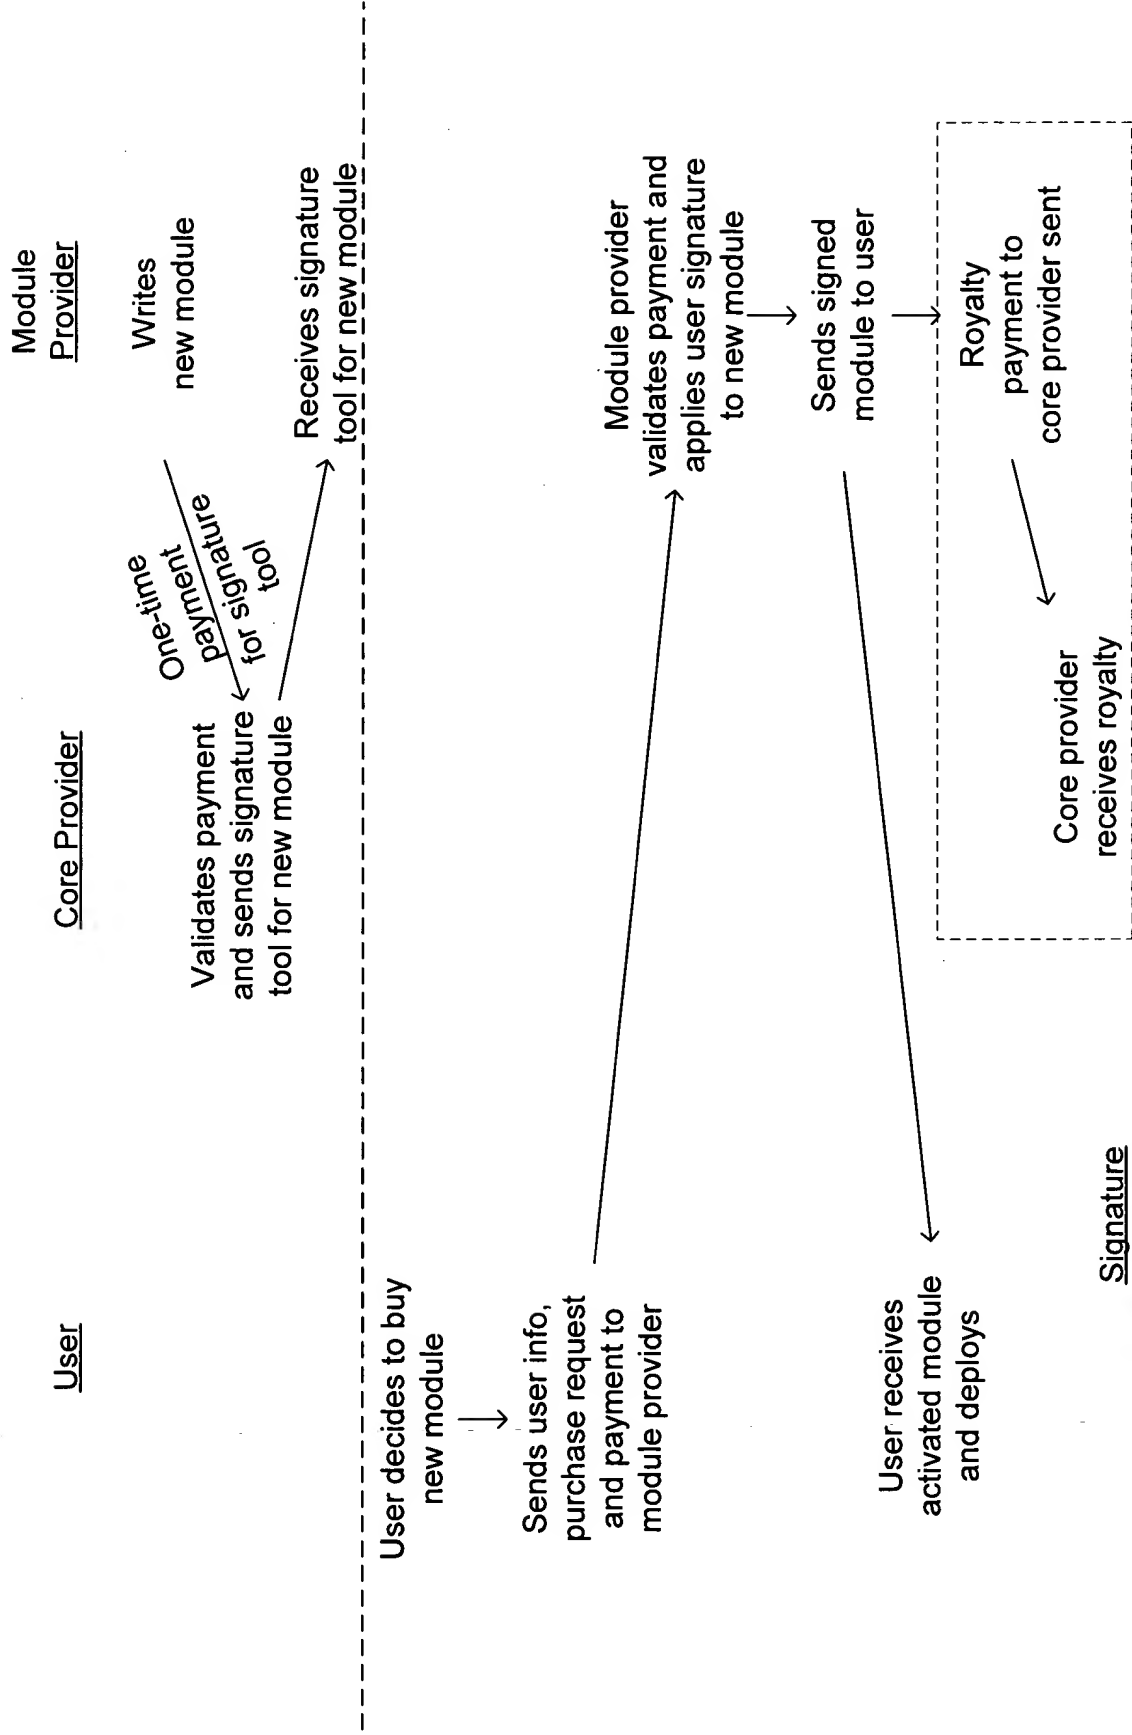 User
Core Provider
Module
Provider
Writes
new module
One-time
payment
for signature
tool
Validates payment
and sends signature
tool for new module
Receives signature
tool for new module
User decides to buy
new module
Sends user info,
purchase request
and payment to
module provider
Module provider
validates payment and
applies user signature
to new module
Sends signed
module to user
User receives
activated module
and deploys
Royalty
payment to
core provider sent
Core provider
receives royalty
Signature